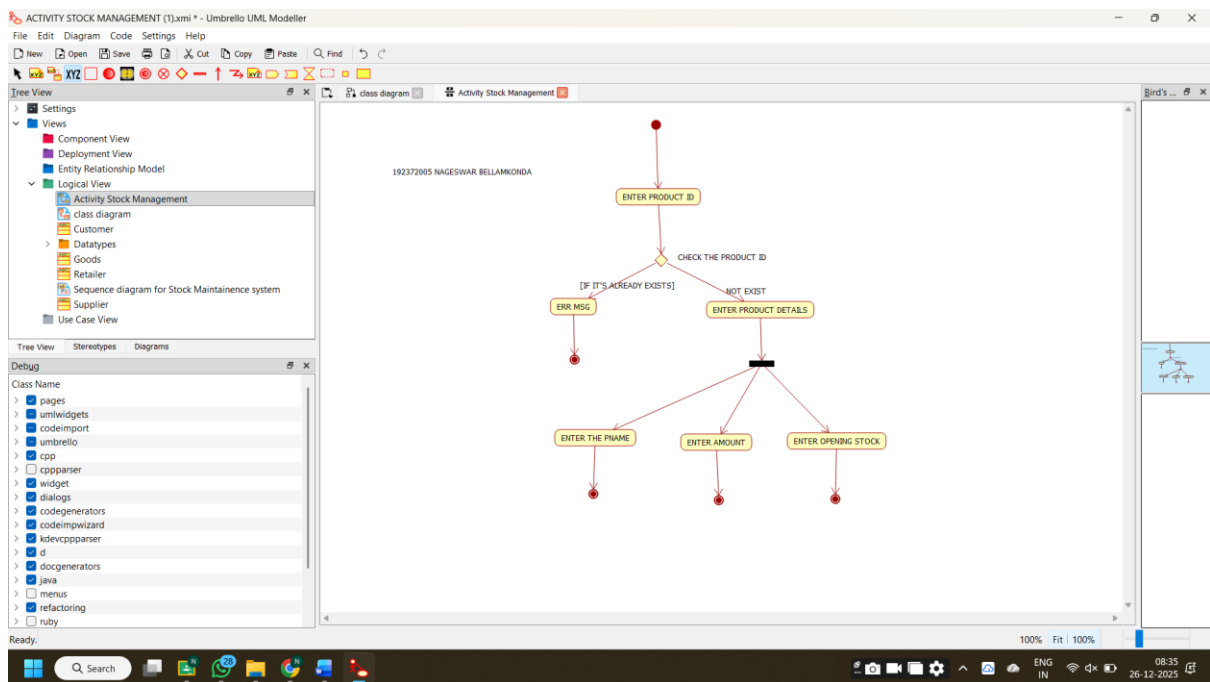 ACTIVITY STOCK MANAGEMENT (1).xmi * - Umbrello UML Modeller
File Edit Diagram Code Settings Help
New Open Save Cut Copy Paste Find
XYZ
Tree View
class diagram Activity Stock Management
Bird's ...
Settings
Views
Component View
Deployment View
Entity Relationship Model
Logical View
Activity Stock Management
class diagram
Customer
Datatypes
Goods
Retailer
Sequence diagram for Stock Maintainence system
Supplier
Use Case View
Tree View Stereotypes Diagrams
Debug
Class Name
pages
umlwidgets
codeimport
umbrello
cpp
cppparser
widget
dialogs
codegenerators
codeimpwizard
kdevcppparser
d
docgenerators
java
menus
refactoring
ruby
192372005 NAGESWAR BELLAMKONDA
ENTER PRODUCT ID
CHECK THE PRODUCT ID
[IF IT'S ALREADY EXISTS]
NOT EXIST
ERR MSG
ENTER PRODUCT DETAILS
ENTER THE PNAME
ENTER AMOUNT
ENTER OPENING STOCK
Ready.
100% Fit 100%
Search
28
ENG
IN
08:35
26-12-2025